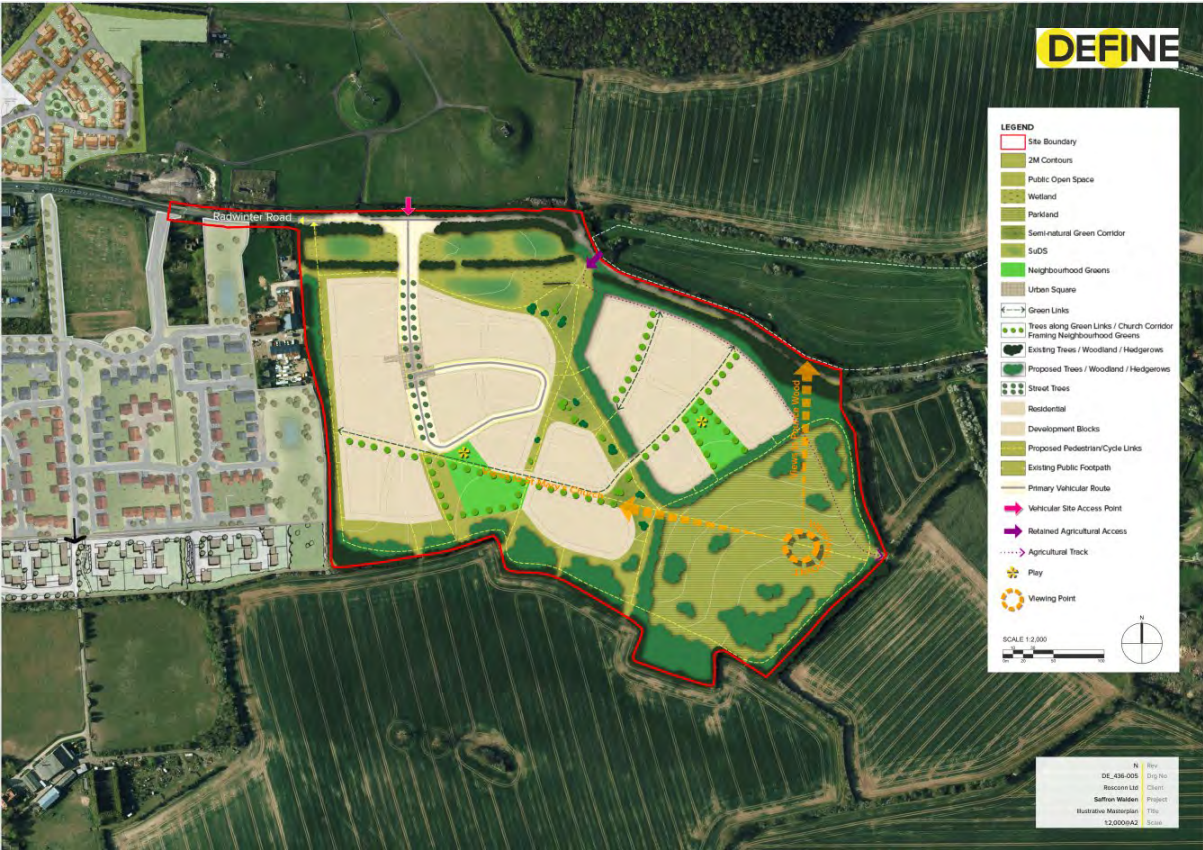 DEFINE
LEGEND
Site Boundary
2M Contours
Public Open Space
Wetland
Parkland
Semi-natural Green Corridor
SuDS
Neighbourhood Greens
Urban Square
Green Links
Trees along Green Links / Church Corridor
Framing Neighbourhood Greens
Existing Trees / Woodland / Hedgerows
Proposed Trees / Woodland / Hedgerows
Street Trees
Residential
Development Blocks
Proposed Pedestrian/Cycle Links
Existing Public Footpath
Primary Vehicular Route
Vehicular Site Access Point
Retained Agricultural Access
Agricultural Track
Play
Viewing Point
N
SCALE 1:2,000
Radwinter Road
N Rev
DE_436-005 Drg No
Rosconn Ltd Client
Saffron Walden Project
Illustrative Masterplan Title
1:2,000@A2 Scale